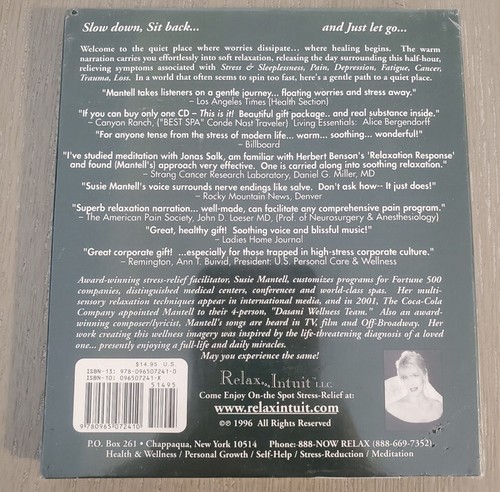 Slow down, Sit back... and Just let go...
Welcome to the quiet place where worries dissipate... where healing begins. The warm
narration carries you effortlessly into soft relaxation, releasing the day surrounding this half-hour,
relieving symptoms associated with Stress & Sleeplessness, Pain, Depression, Fatigue, Cancer,
Trauma, Loss. In a world that often seems to spin too fast, here's a gentle path to a quiet place.
"Mantell takes listeners on a gentle journey... floating worries and stress away."
– Los Angeles Times (Health Section)
"If you can buy only one CD – This is it! Beautiful gift package.. and real substance inside."
– Canyon Ranch, ("BEST SPA" Conde Nast Traveler) Living Essentials: Alice Bergendorff
"For anyone tense from the stress of modern life... warm... soothing... wonderful!"
– Billboard
"I've studied meditation with Jonas Salk, am familiar with Herbert Benson's 'Relaxation Response'
and found (Mantell's) approach very effective. One is carried along into soothing relaxation."
– Strang Cancer Research Laboratory, Daniel G. Miller, MD
"Susie Mantell's voice surrounds nerve endings like salve. Don't ask how-- It just does!"
– Rocky Mountain News, Denver
"Superb relaxation narration... well-made, can facilitate any comprehensive pain program."
– The American Pain Society, John D. Loeser MD, (Prof. of Neurosurgery & Anesthesiology)
"Great, healthy gift! Soothing voice and blissful music!"
– Ladies Home Journal
"Great corporate gift! ...especially for those trapped in high-stress corporate culture."
– Remington, Ann T. Buivid, President: U.S. Personal Care & Wellness
Award-winning stress-relief facilitator, Susie Mantell, customizes programs for Fortune 500
companies, distinguished medical centers, conferences and world-class spas. Her multi-
sensory relaxation techniques appear in international media, and in 2001, The Coca-Cola
Company appointed Mantell to their 4-person, "Dasani Wellness Team." Also an award-
winning composer/lyricist, Mantell's songs are heard in TV, film and Off-Broadway. Her
work creating this wellness imagery was inspired by the life-threatening diagnosis of a loved
one... presently enjoying a full-life and daily miracles.
May you experience the same!
$14.95 U.S.
ISBN-13: 978-096507241-0
ISBN-10: 096507241-X
51495
9780965072410
Relax...Intuit LLC
Come Enjoy On-the Spot Stress-Relief at:
www.relaxintuit.com
©℗ 1996 All Rights Reserved.
P.O. Box 261 • Chappaqua, New York 10514 Phone: 888-NOW RELAX (888-669-7352)
Health & Wellness / Personal Growth / Self-Help / Stress-Reduction / Meditation